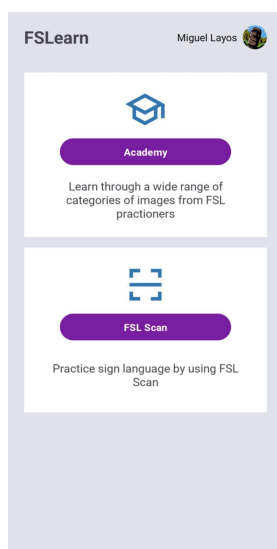 FSLearn
Miguel Layos
Academy
Learn through a wide range of
categories of images from FSL
practioners
FSL Scan
Practice sign language by using FSL
Scan